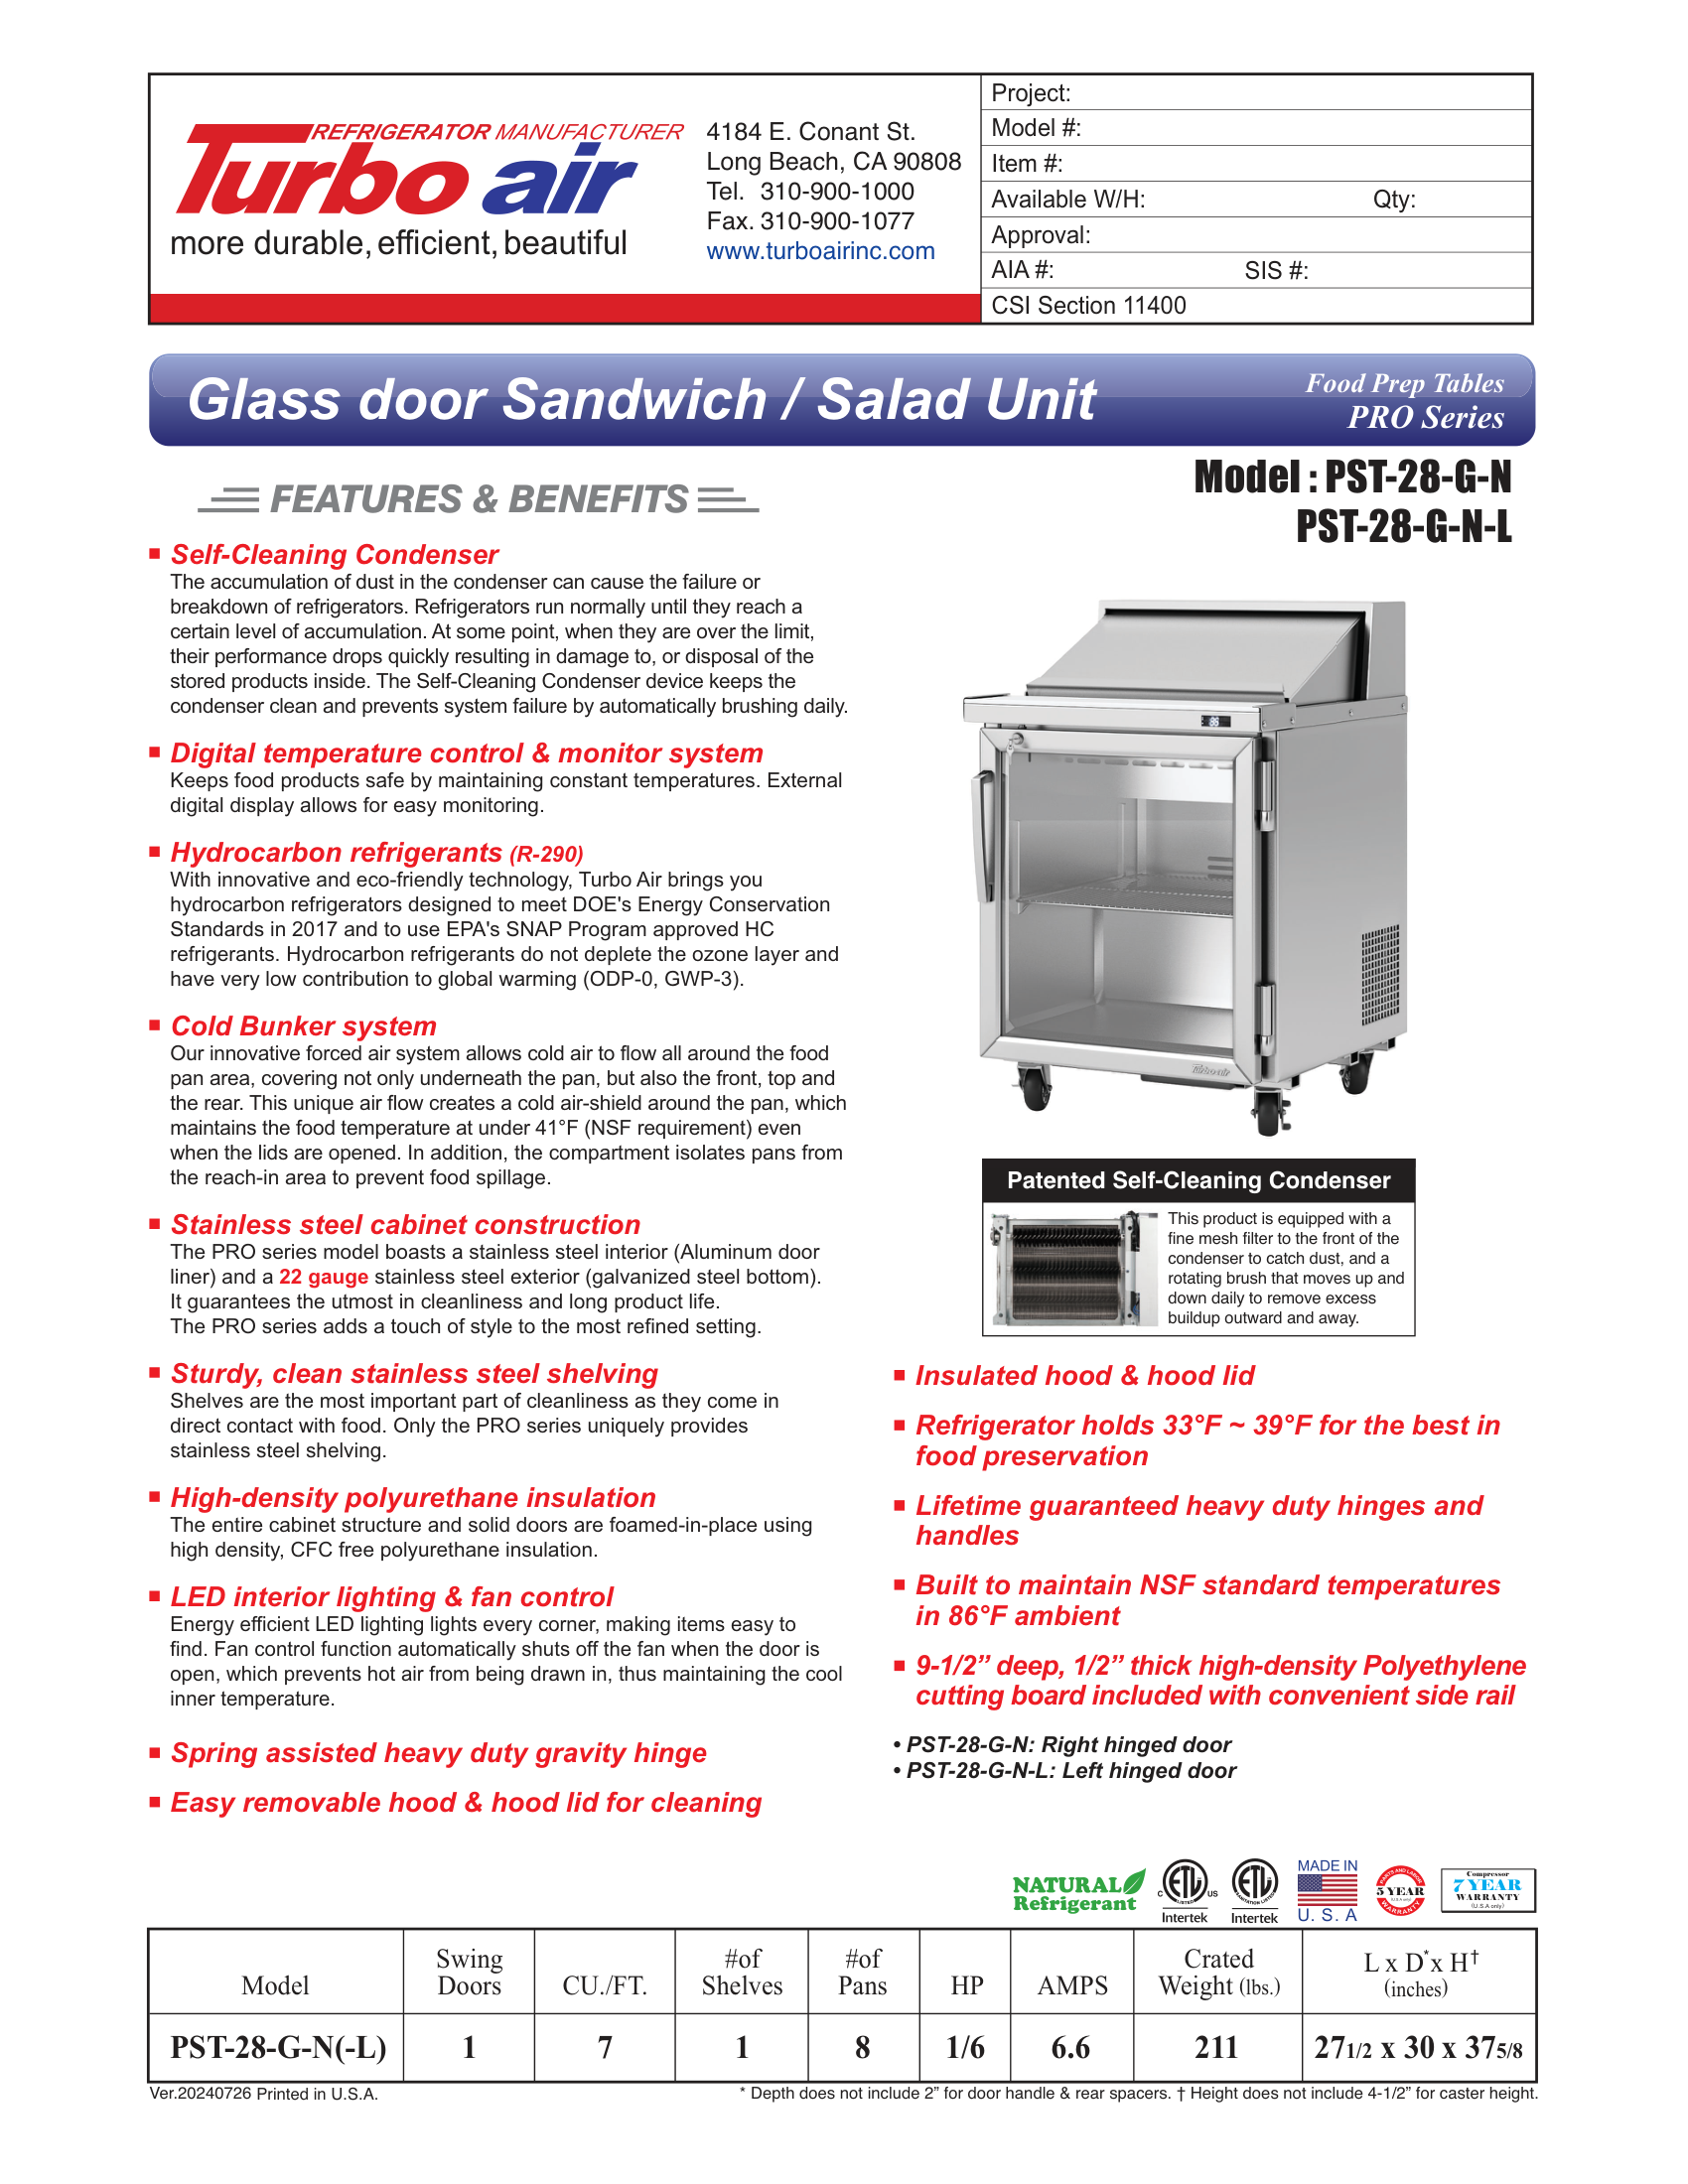 REFRIGERATOR MANUFACTURER
Turbo air
more durable, efficient, beautiful
4184 E. Conant St.
Long Beach, CA 90808
Tel. 310-900-1000
Fax. 310-900-1077
www.turboairinc.com
Project:
Model #:
Item #:
Available W/H: Qty:
Approval:
AIA #: SIS #:
CSI Section 11400
Glass door Sandwich / Salad Unit
Food Prep Tables
PRO Series
Model : PST-28-G-N
PST-28-G-N-L
FEATURES & BENEFITS
Self-Cleaning Condenser
The accumulation of dust in the condenser can cause the failure or
breakdown of refrigerators. Refrigerators run normally until they reach a
certain level of accumulation. At some point, when they are over the limit,
their performance drops quickly resulting in damage to, or disposal of the
stored products inside. The Self-Cleaning Condenser device keeps the
condenser clean and prevents system failure by automatically brushing daily.
Digital temperature control & monitor system
Keeps food products safe by maintaining constant temperatures. External
digital display allows for easy monitoring.
Hydrocarbon refrigerants (R-290)
With innovative and eco-friendly technology, Turbo Air brings you
hydrocarbon refrigerators designed to meet DOE's Energy Conservation
Standards in 2017 and to use EPA's SNAP Program approved HC
refrigerants. Hydrocarbon refrigerants do not deplete the ozone layer and
have very low contribution to global warming (ODP-0, GWP-3).
Cold Bunker system
Our innovative forced air system allows cold air to flow all around the food
pan area, covering not only underneath the pan, but also the front, top and
the rear. This unique air flow creates a cold air-shield around the pan, which
maintains the food temperature at under 41°F (NSF requirement) even
when the lids are opened. In addition, the compartment isolates pans from
the reach-in area to prevent food spillage.
Stainless steel cabinet construction
The PRO series model boasts a stainless steel interior (Aluminum door
liner) and a 22 gauge stainless steel exterior (galvanized steel bottom).
It guarantees the utmost in cleanliness and long product life.
The PRO series adds a touch of style to the most refined setting.
Sturdy, clean stainless steel shelving
Shelves are the most important part of cleanliness as they come in
direct contact with food. Only the PRO series uniquely provides
stainless steel shelving.
High-density polyurethane insulation
The entire cabinet structure and solid doors are foamed-in-place using
high density, CFC free polyurethane insulation.
LED interior lighting & fan control
Energy efficient LED lighting lights every corner, making items easy to
find. Fan control function automatically shuts off the fan when the door is
open, which prevents hot air from being drawn in, thus maintaining the cool
inner temperature.
Spring assisted heavy duty gravity hinge
Easy removable hood & hood lid for cleaning
Turbo air
Patented Self-Cleaning Condenser
This product is equipped with a
fine mesh filter to the front of the
condenser to catch dust, and a
rotating brush that moves up and
down daily to remove excess
buildup outward and away.
Insulated hood & hood lid
Refrigerator holds 33°F ~ 39°F for the best in
food preservation
Lifetime guaranteed heavy duty hinges and
handles
Built to maintain NSF standard temperatures
in 86°F ambient
9-1/2” deep, 1/2” thick high-density Polyethylene
cutting board included with convenient side rail
• PST-28-G-N: Right hinged door
• PST-28-G-N-L: Left hinged door
NATURAL
Refrigerant
C ETL US
LISTED
Intertek
ETL
SANITATION LISTED
Intertek
MADE IN
U. S. A
PARTS AND LABOR
5 YEAR
(U.S.A only)
WARRANTY
Compressor
7 YEAR
WARRANTY
(U.S.A only)
Model Swing Doors CU./FT. #of Shelves #of Pans HP AMPS Crated Weight (lbs.) L x D* x H† (inches)
PST-28-G-N(-L) 1 7 1 8 1/6 6.6 211 27 1/2 x 30 x 37 5/8
Ver.20240726 Printed in U.S.A.
* Depth does not include 2” for door handle & rear spacers. † Height does not include 4-1/2” for caster height.